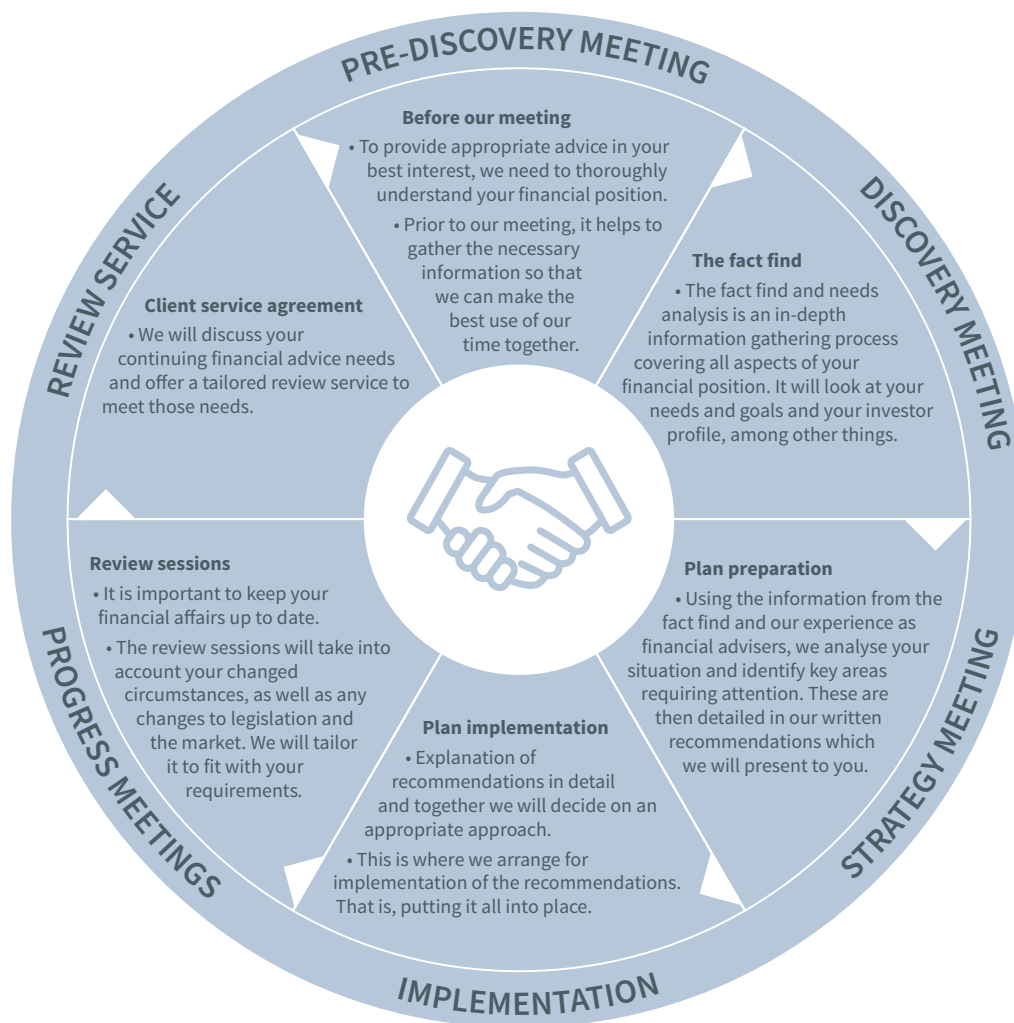 PRE-DISCOVERY MEETING
Before our meeting
• To provide appropriate advice in your
best interest, we need to thoroughly
understand your financial position.
• Prior to our meeting, it helps to
gather the necessary
information so that
we can make the
best use of our
time together.
DISCOVERY MEETING
The fact find
• The fact find and needs
analysis is an in-depth
information gathering process
covering all aspects of your
financial position. It will look at your
needs and goals and your investor
profile, among other things.
STRATEGY MEETING
Plan preparation
• Using the information from the
fact find and our experience as
financial advisers, we analyse your
situation and identify key areas
requiring attention. These are
then detailed in our written
recommendations which
we will present to you.
IMPLEMENTATION
Plan implementation
• Explanation of
recommendations in detail
and together we will decide on an
appropriate approach.
• This is where we arrange for
implementation of the recommendations.
That is, putting it all into place.
PROGRESS MEETINGS
Review sessions
• It is important to keep your
financial affairs up to date.
• The review sessions will take into
account your changed
circumstances, as well as any
changes to legislation and
the market. We will tailor
it to fit with your
requirements.
REVIEW SERVICE
Client service agreement
• We will discuss your
continuing financial advice needs
and offer a tailored review service to
meet those needs.